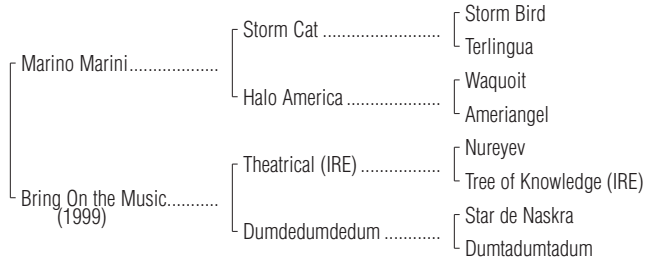 Storm Bird
Storm Cat ........................
Terlingua
Marino Marini..................
Waquoit
Halo America ...................
Ameriangel
Nureyev
Theatrical (IRE) .................
Tree of Knowledge (IRE)
Bring On the Music..........
(1999)
Star de Naskra
Dumdedumdedum ............
Dumtadumtadum